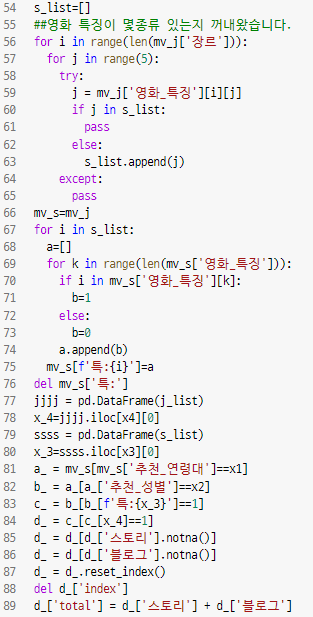 54 s_list=[]
55 ##영화 특징이 몇종류 있는지 꺼내왔습니다.
56 for i in range(len(mv_j['장르'])):
57   for j in range(5):
58     try:
59       j = mv_j['영화_특징'][i][j]
60       if j in s_list:
61         pass
62       else:
63         s_list.append(j)
64     except:
65       pass
66 mv_s=mv_j
67 for i in s_list:
68   a=[]
69   for k in range(len(mv_s['영화_특징'])):
70     if i in mv_s['영화_특징'][k]:
71       b=1
72     else:
73       b=0
74     a.append(b)
75   mv_s[f'특:{i}']=a
76 del mv_s['특:']
77 jjjj = pd.DataFrame(j_list)
78 x_4=jjjj.iloc[x4][0]
79 ssss = pd.DataFrame(s_list)
80 x_3=ssss.iloc[x3][0]
81 a_ = mv_s[mv_s['추천_연령대']==x1]
82 b_ = a_[a_['추천_성별']==x2]
83 c_ = b_[b_[f'특:{x_3}']==1]
84 d_ = c_[c_[x_4]==1]
85 d_ = d_[d_['스토리'].notna()]
86 d_ = d_[d_['블로그'].notna()]
87 d_ = d_.reset_index()
88 del d_['index']
89 d_['total'] = d_['스토리'] + d_['블로그']